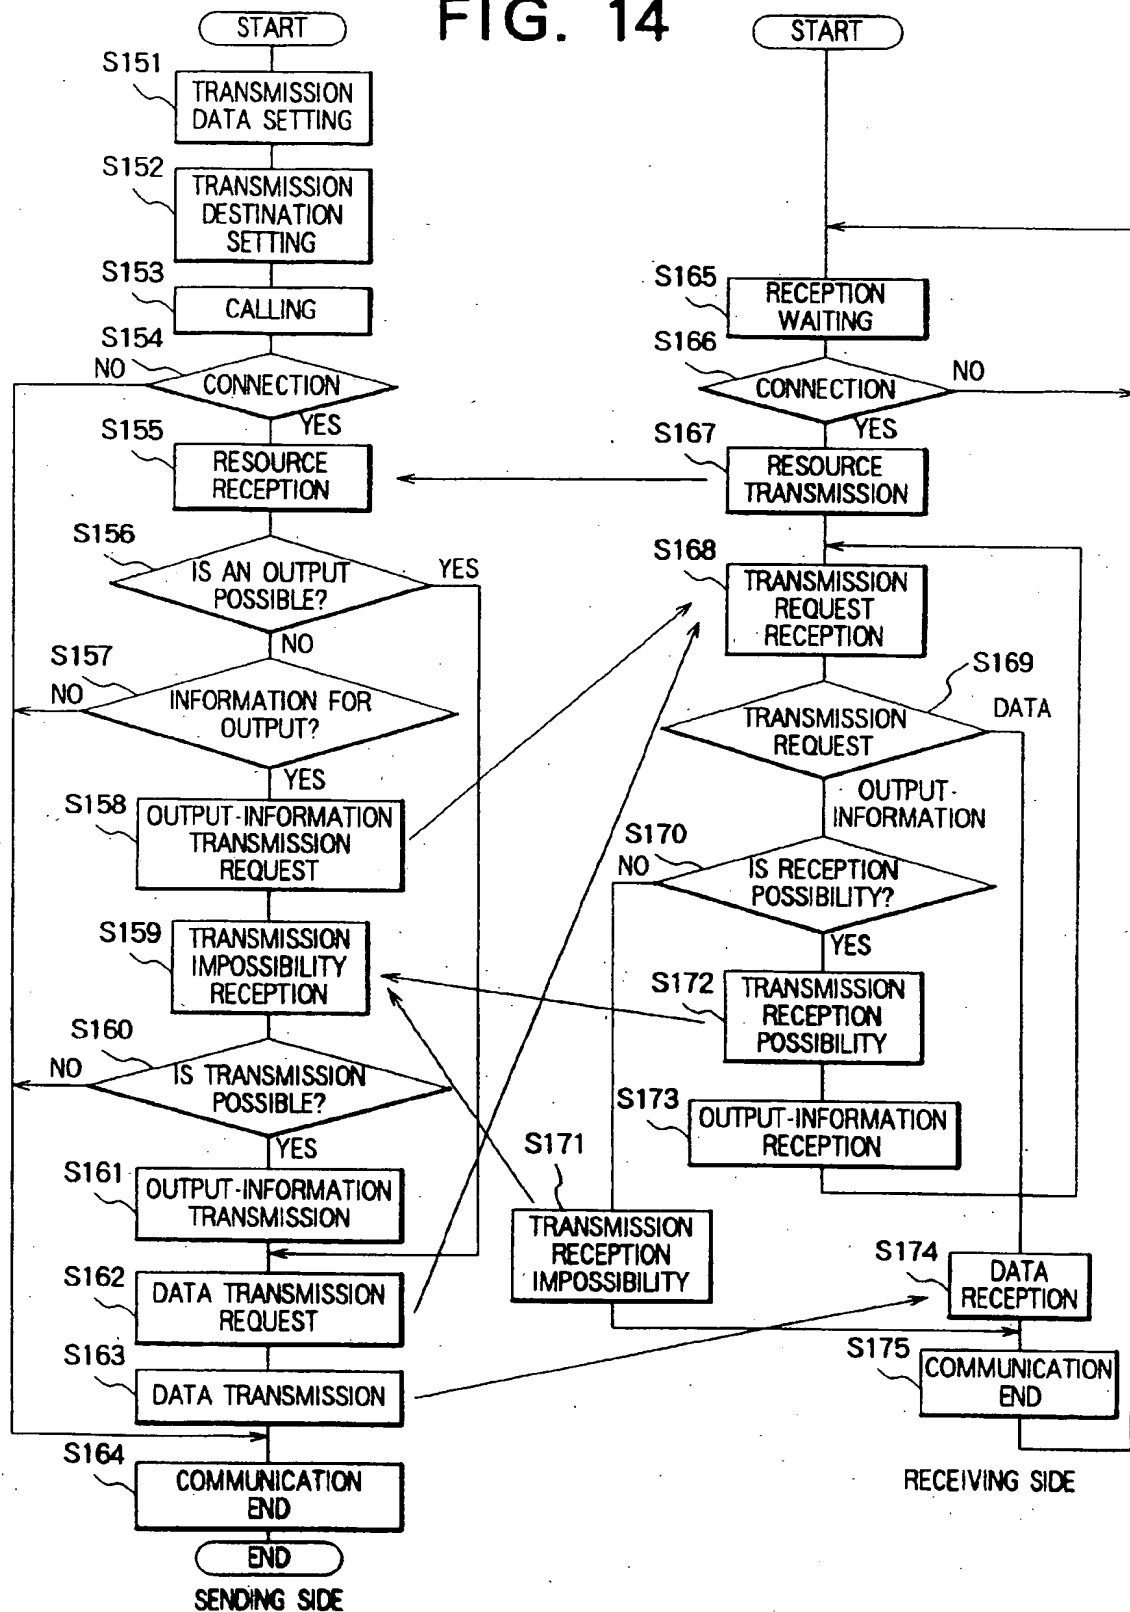 FIG. 14
START
S151
TRANSMISSION
DATA SETTING
S152
TRANSMISSION
DESTINATION
SETTING
S153
CALLING
S154
NO
CONNECTION
YES
S155
RESOURCE
RECEPTION
S156
IS AN OUTPUT
POSSIBLE?
YES
NO
S157
NO
INFORMATION FOR
OUTPUT?
YES
S158
OUTPUT-INFORMATION
TRANSMISSION
REQUEST
S159
TRANSMISSION
IMPOSSIBILITY
RECEPTION
S160
NO
IS TRANSMISSION
POSSIBLE?
YES
S161
OUTPUT-INFORMATION
TRANSMISSION
S162
DATA TRANSMISSION
REQUEST
S163
DATA TRANSMISSION
S164
COMMUNICATION
END
END
SENDING SIDE
START
S165
RECEPTION
WAITING
S166
CONNECTION
NO
YES
S167
RESOURCE
TRANSMISSION
S168
TRANSMISSION
REQUEST
RECEPTION
S169
TRANSMISSION
REQUEST
DATA
OUTPUT-
INFORMATION
S170
NO
IS RECEPTION
POSSIBILITY?
YES
S172
TRANSMISSION
RECEPTION
POSSIBILITY
S173
OUTPUT-INFORMATION
RECEPTION
S171
TRANSMISSION
RECEPTION
IMPOSSIBILITY
S174
DATA
RECEPTION
S175
COMMUNICATION
END
RECEIVING SIDE